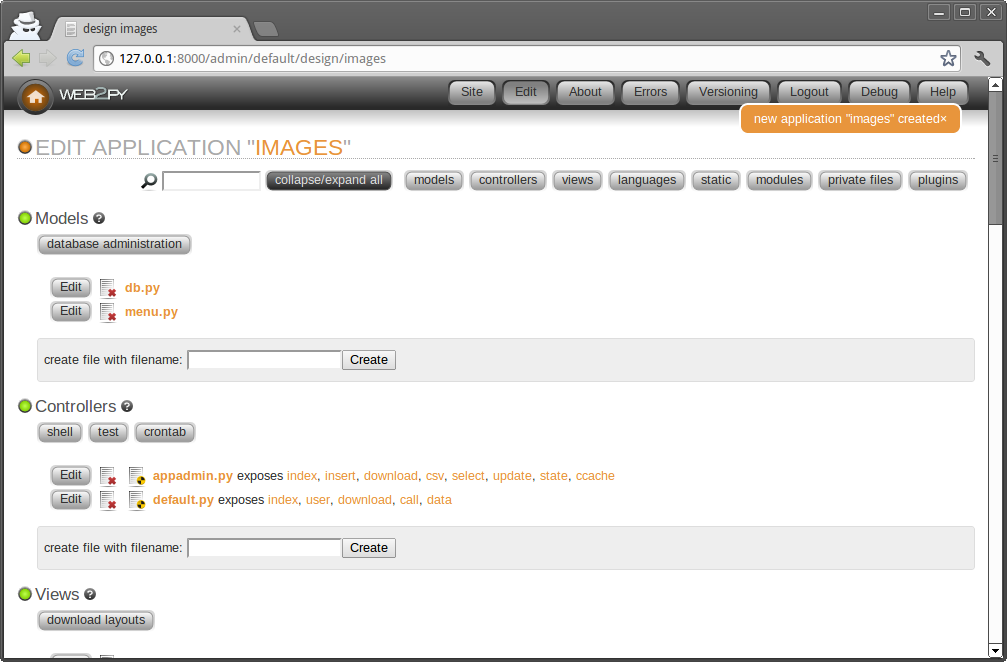 design images
127.0.0.1:8000/admin/default/design/images
WEB2PY
Site Edit About Errors Versioning Logout Debug Help
new application "images" created×
EDIT APPLICATION "IMAGES"
collapse/expand all models controllers views languages static modules private files plugins
Models ?
database administration
Edit db.py
Edit menu.py
create file with filename: Create
Controllers ?
shell test crontab
Edit appadmin.py exposes index, insert, download, csv, select, update, state, ccache
Edit default.py exposes index, user, download, call, data
create file with filename: Create
Views ?
download layouts